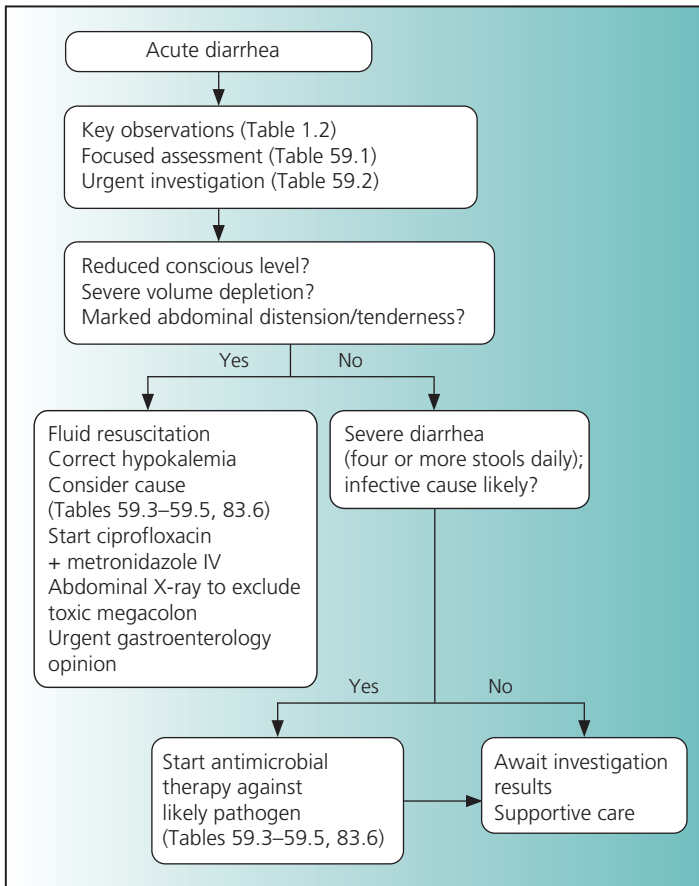 Acute diarrhea
Key observations (Table 1.2)
Focused assessment (Table 59.1)
Urgent investigation (Table 59.2)
Reduced conscious level?
Severe volume depletion?
Marked abdominal distension/tenderness?
Yes
No
Fluid resuscitation
Correct hypokalemia
Consider cause
(Tables 59.3–59.5, 83.6)
Start ciprofloxacin
+ metronidazole IV
Abdominal X-ray to exclude
toxic megacolon
Urgent gastroenterology
opinion
Severe diarrhea
(four or more stools daily);
infective cause likely?
Yes
No
Start antimicrobial
therapy against
likely pathogen
(Tables 59.3–59.5, 83.6)
Await investigation
results
Supportive care